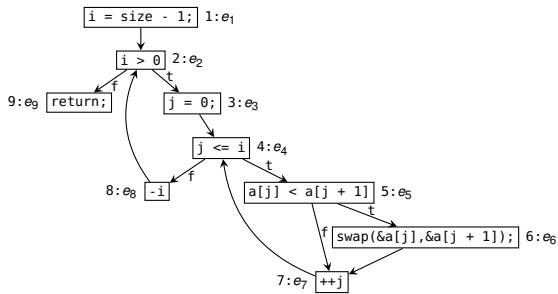 i = size - 1; 1:e₁
i > 0 2:e₂
f t
9:e₉ return; j = 0; 3:e₃
j <= i 4:e₄
f t
8:e₈ -i a[j] < a[j + 1] 5:e₅
f t
swap(&a[j],&a[j + 1]); 6:e₆
7:e₇ ++j